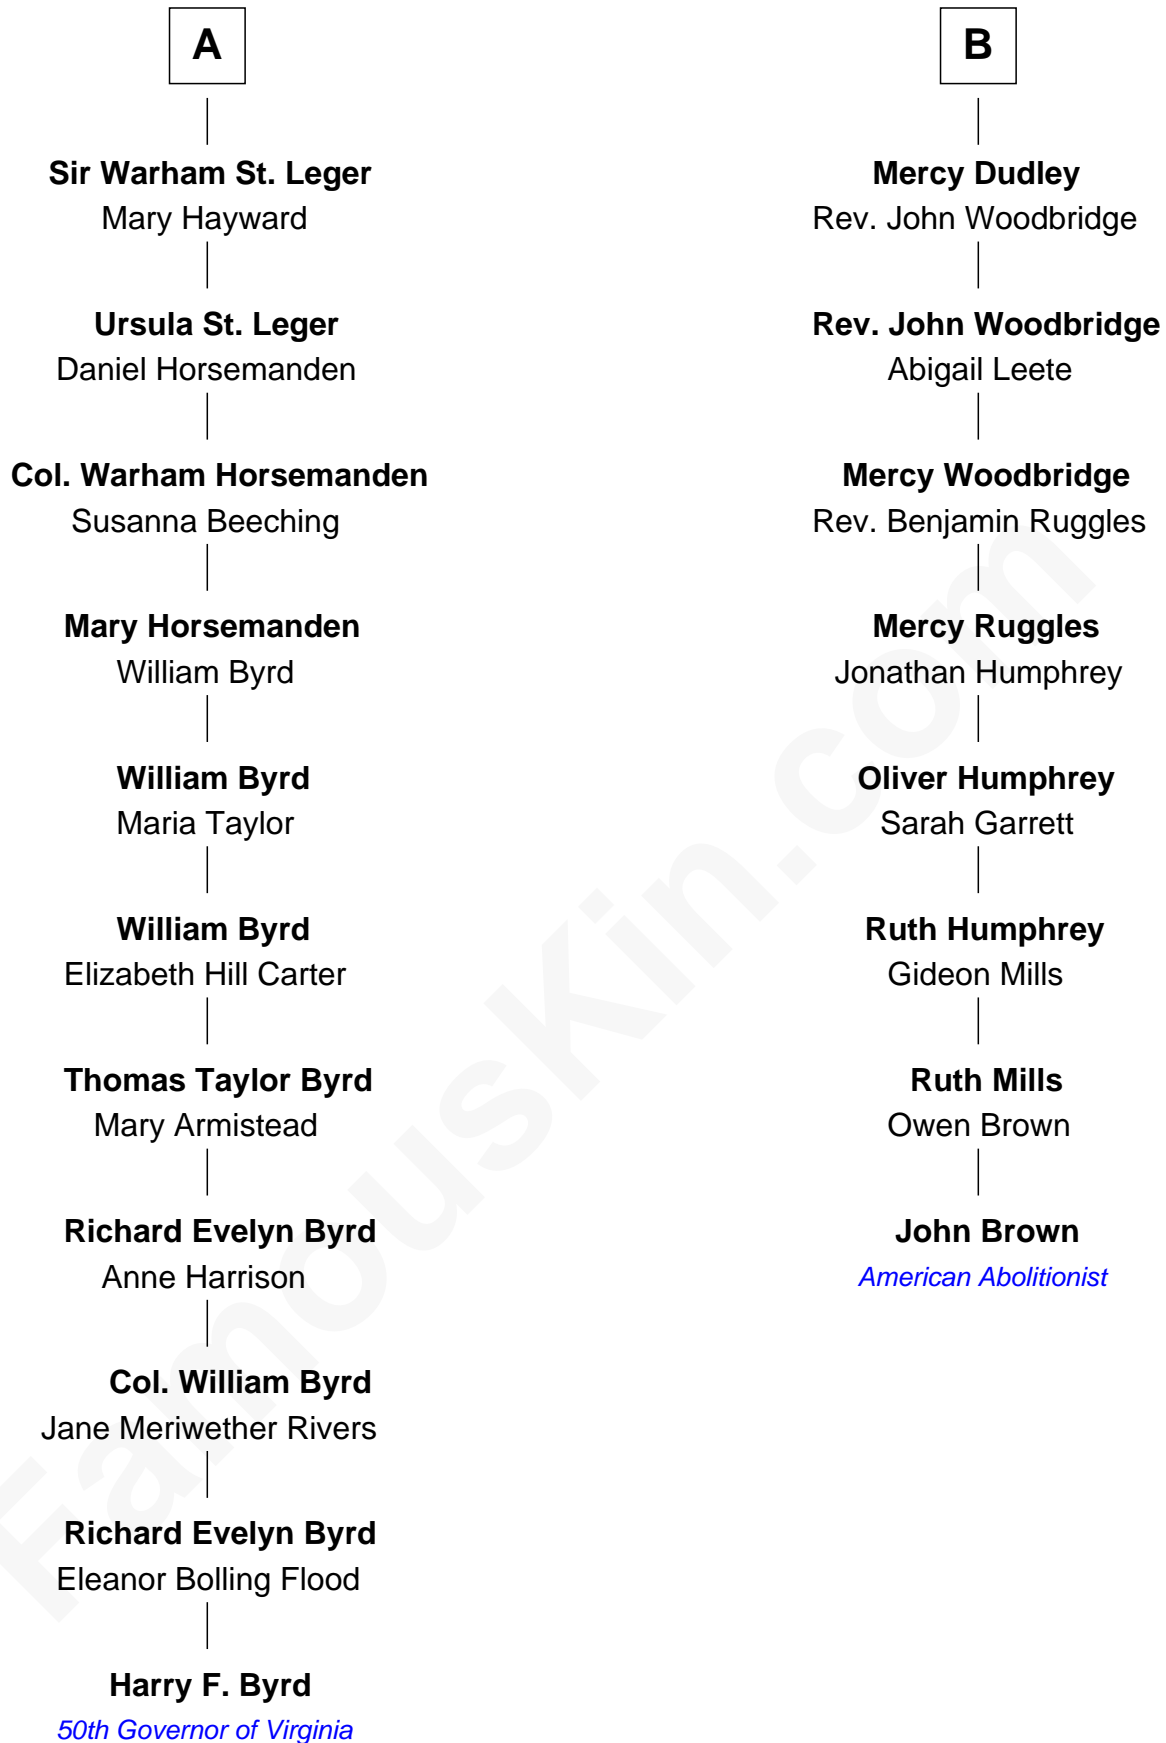 A
Sir Warham St. Leger
Mary Hayward
Ursula St. Leger
Daniel Horsemanden
Col. Warham Horsemanden
Susanna Beeching
Mary Horsemanden
William Byrd
William Byrd
Maria Taylor
William Byrd
Elizabeth Hill Carter
Thomas Taylor Byrd
Mary Armistead
Richard Evelyn Byrd
Anne Harrison
Col. William Byrd
Jane Meriwether Rivers
Richard Evelyn Byrd
Eleanor Bolling Flood
Harry F. Byrd
50th Governor of Virginia
B
Mercy Dudley
Rev. John Woodbridge
Rev. John Woodbridge
Abigail Leete
Mercy Woodbridge
Rev. Benjamin Ruggles
Mercy Ruggles
Jonathan Humphrey
Oliver Humphrey
Sarah Garrett
Ruth Humphrey
Gideon Mills
Ruth Mills
Owen Brown
John Brown
American Abolitionist
FamousKin.com